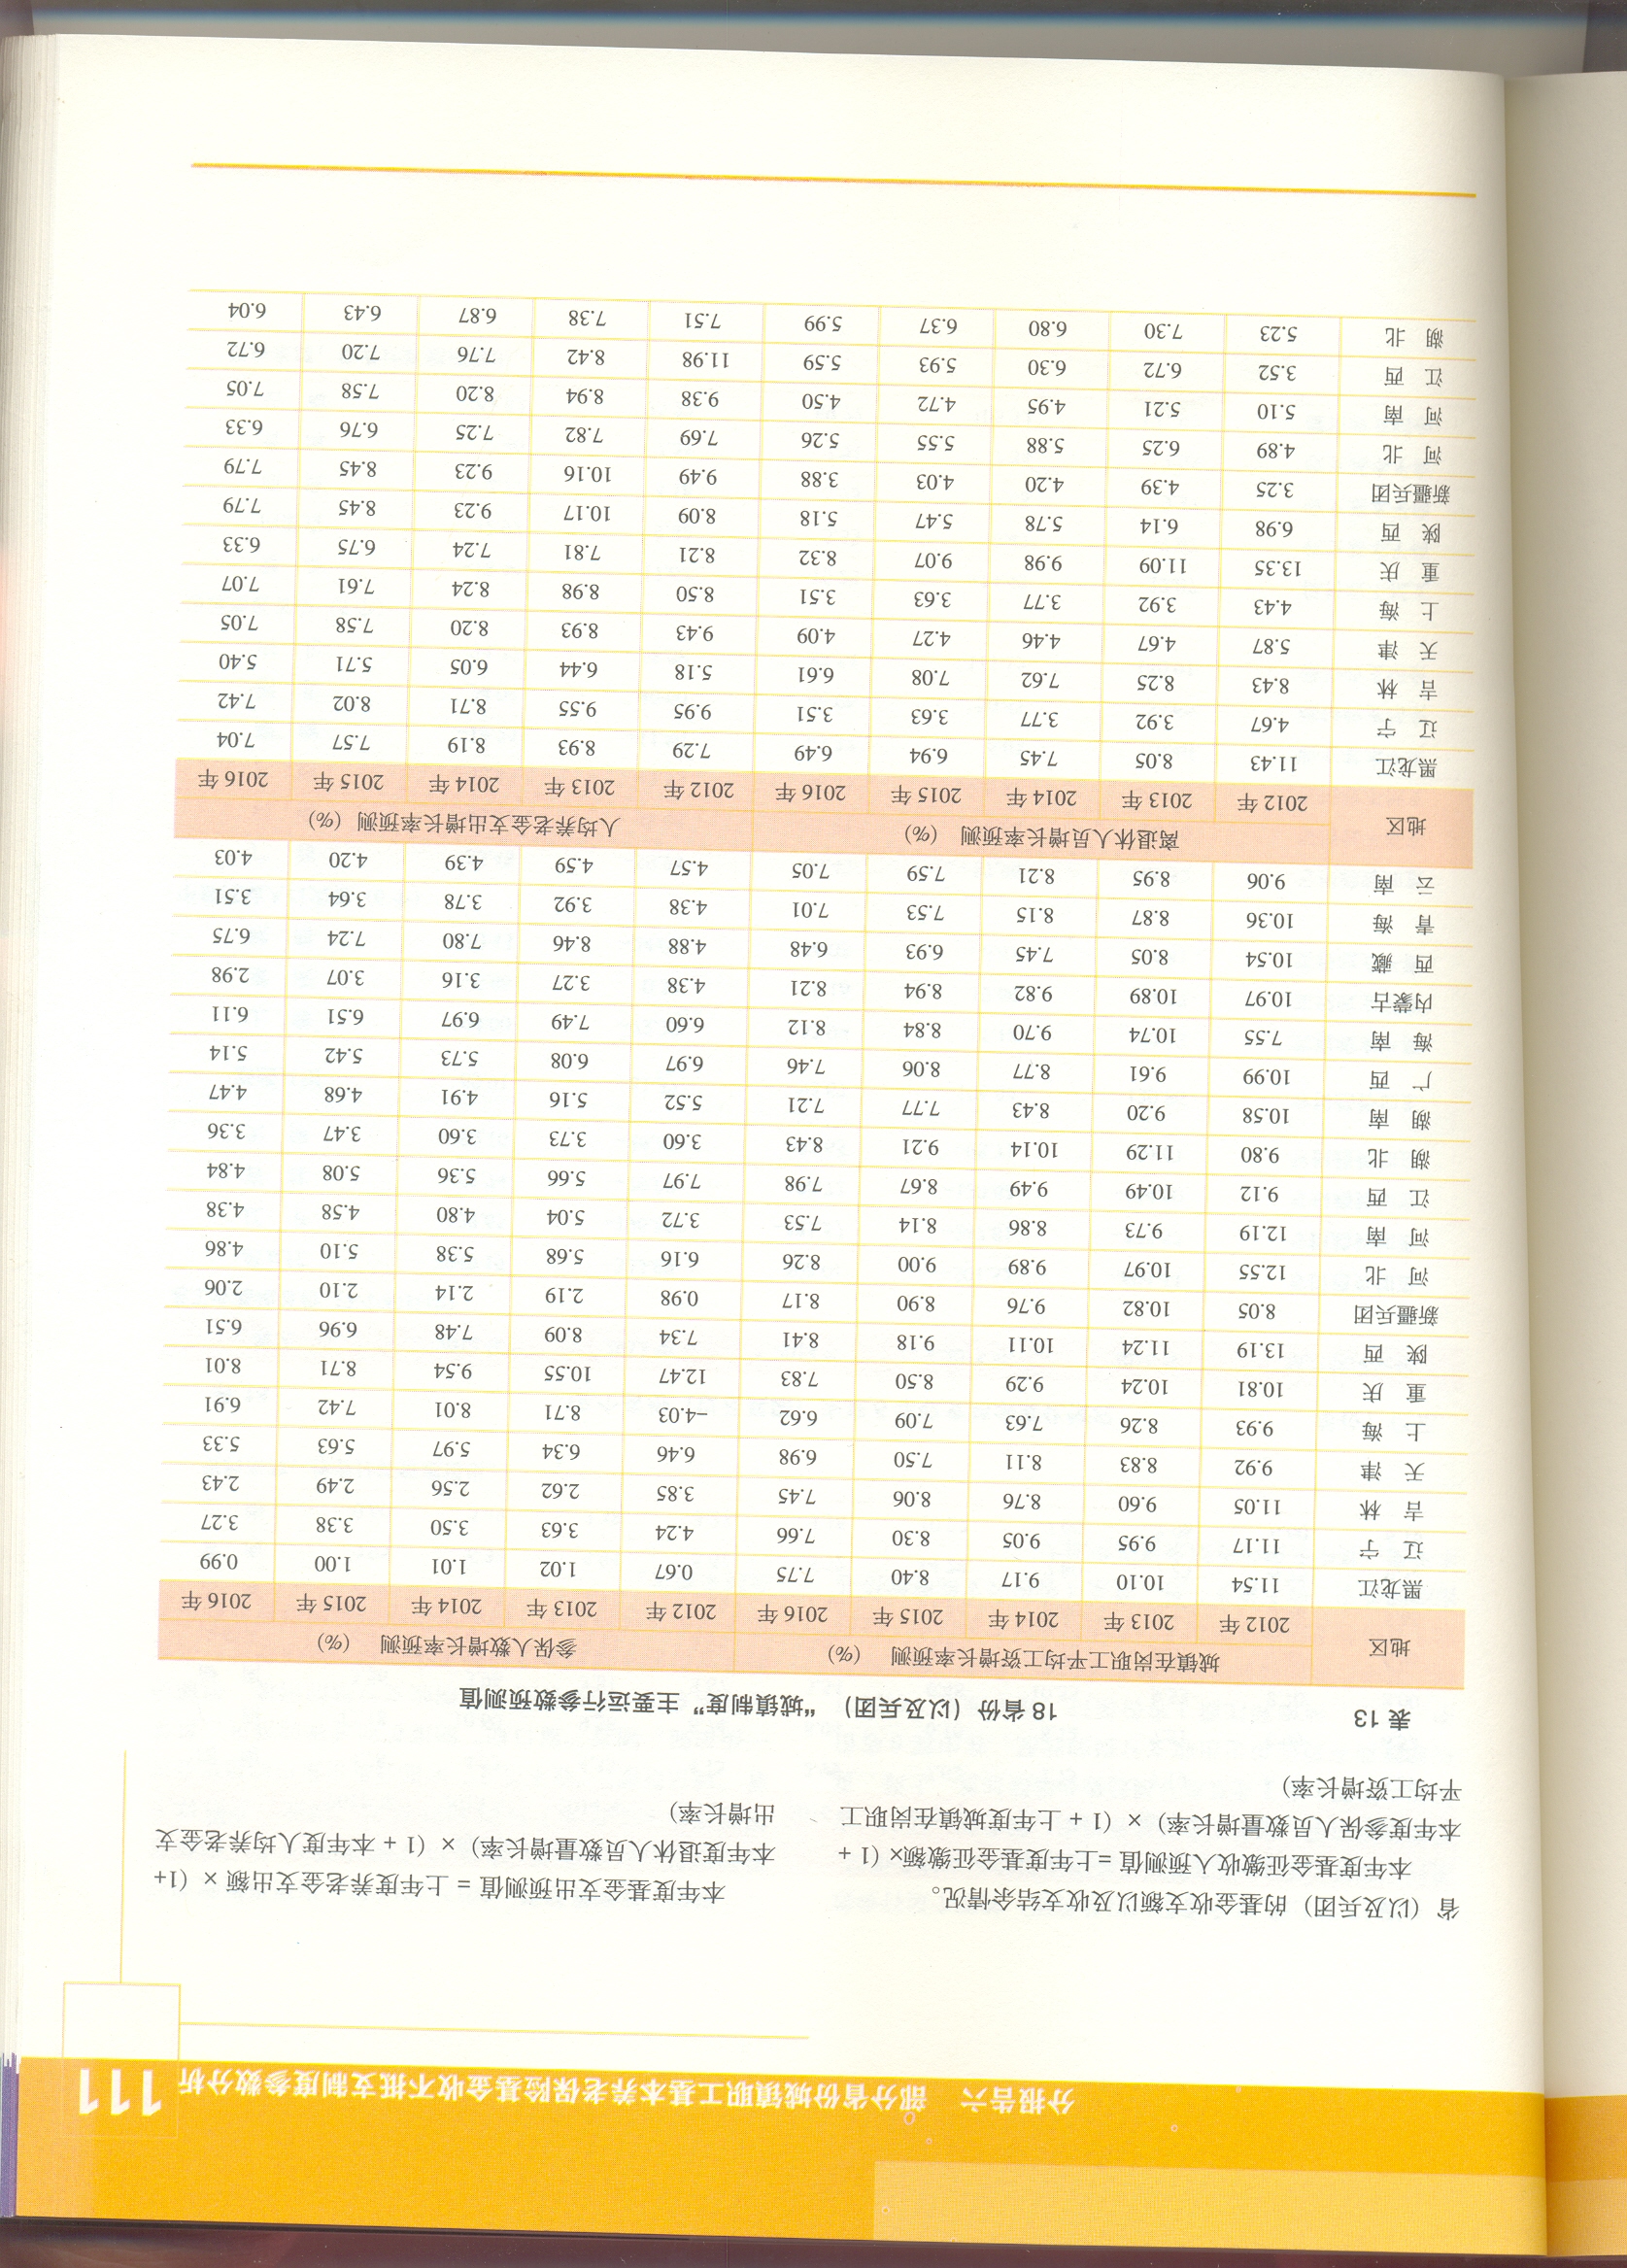 分报告六 部分省份城镇职工基本养老保险基金收不抵支制度参数分析 111
省（以及兵团）的基金收支额以及收支结余情况。
本年度基金征缴收入预测值 =上年度基金征缴额×（1 +
本年度参保人员数量增长率）×（1 + 上年度城镇在岗职工
平均工资增长率）
本年度基金支出预测值 = 上年度养老金支出额 ×（1+
本年度退休人员数量增长率）×（1 + 本年度人均养老金支
出增长率）
表 13 18 省份（以及兵团）“城镇制度”主要运行参数预测值
地区 城镇在岗职工平均工资增长率预测 （%） 参保人数增长率预测 （%）
2012 年 2013 年 2014 年 2015 年 2016 年 2012 年 2013 年 2014 年 2015 年 2016 年
黑龙江 11.54 10.10 9.17 8.40 7.75 0.67 1.02 1.01 1.00 0.99
辽 宁 11.17 9.95 9.05 8.30 7.66 4.24 3.63 3.50 3.38 3.27
吉 林 11.05 9.60 8.76 8.06 7.45 3.85 2.62 2.56 2.49 2.43
天 津 9.92 8.83 8.11 7.50 6.98 6.46 6.34 5.97 5.63 5.33
上 海 9.93 8.26 7.63 7.09 6.62 –4.03 8.71 8.01 7.42 6.91
重 庆 10.81 10.24 9.29 8.50 7.83 12.47 10.55 9.54 8.71 8.01
陕 西 13.19 11.24 10.11 9.18 8.41 7.34 8.09 7.48 6.96 6.51
新疆兵团 8.05 10.82 9.76 8.90 8.17 0.98 2.19 2.14 2.10 2.06
河 北 12.55 10.97 9.89 9.00 8.26 6.16 5.68 5.38 5.10 4.86
河 南 12.19 9.73 8.86 8.14 7.53 3.72 5.04 4.80 4.58 4.38
江 西 9.12 10.49 9.49 8.67 7.98 7.97 5.66 5.36 5.08 4.84
湖 北 9.80 11.29 10.14 9.21 8.43 3.60 3.73 3.60 3.47 3.36
湖 南 10.58 9.20 8.43 7.77 7.21 5.52 5.16 4.91 4.68 4.47
广 西 10.99 9.61 8.77 8.06 7.46 6.97 6.08 5.73 5.42 5.14
海 南 7.55 10.74 9.70 8.84 8.12 6.60 7.49 6.97 6.51 6.11
内蒙古 10.97 10.89 9.82 8.94 8.21 4.38 3.27 3.16 3.07 2.98
西 藏 10.54 8.05 7.45 6.93 6.48 4.88 8.46 7.80 7.24 6.75
青 海 10.36 8.87 8.15 7.53 7.01 4.38 3.92 3.78 3.64 3.51
云 南 9.06 8.95 8.21 7.59 7.05 4.57 4.59 4.39 4.20 4.03
地区 离退休人员增长率预测 （%） 人均养老金支出增长率预测（%）
2012 年 2013 年 2014 年 2015 年 2016 年 2012 年 2013 年 2014 年 2015 年 2016 年
黑龙江 11.43 8.05 7.45 6.94 6.49 7.29 8.93 8.19 7.57 7.04
辽 宁 4.67 3.92 3.77 3.63 3.51 9.95 9.55 8.71 8.02 7.42
吉 林 8.43 8.25 7.62 7.08 6.61 5.18 6.44 6.05 5.71 5.40
天 津 5.87 4.67 4.46 4.27 4.09 9.43 8.93 8.20 7.58 7.05
上 海 4.43 3.92 3.77 3.63 3.51 8.50 8.98 8.24 7.61 7.07
重 庆 13.35 11.09 9.98 9.07 8.32 8.21 7.81 7.24 6.75 6.33
陕 西 6.98 6.14 5.78 5.47 5.18 8.09 10.17 9.23 8.45 7.79
新疆兵团 3.25 4.39 4.20 4.03 3.88 9.49 10.16 9.23 8.45 7.79
河 北 4.89 6.25 5.88 5.55 5.26 7.69 7.82 7.25 6.76 6.33
河 南 5.10 5.21 4.95 4.72 4.50 9.38 8.94 8.20 7.58 7.05
江 西 3.52 6.72 6.30 5.93 5.59 11.98 8.42 7.76 7.20 6.72
湖 北 5.23 7.30 6.80 6.37 5.99 7.51 7.38 6.87 6.43 6.04